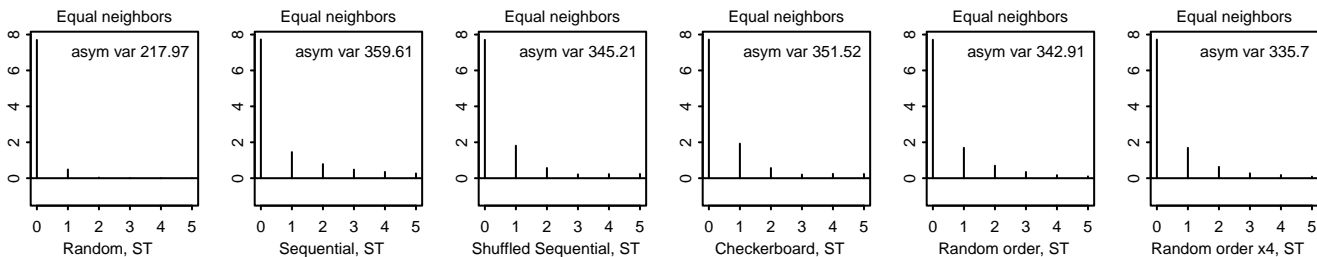 Equal neighbors
asym var 217.97
8
6
4
2
0
0 1 2 3 4 5
Random, ST
Equal neighbors
asym var 359.61
8
6
4
2
0
0 1 2 3 4 5
Sequential, ST
Equal neighbors
asym var 345.21
8
6
4
2
0
0 1 2 3 4 5
Shuffled Sequential, ST
Equal neighbors
asym var 351.52
8
6
4
2
0
0 1 2 3 4 5
Checkerboard, ST
Equal neighbors
asym var 342.91
8
6
4
2
0
0 1 2 3 4 5
Random order, ST
Equal neighbors
asym var 335.7
8
6
4
2
0
0 1 2 3 4 5
Random order x4, ST